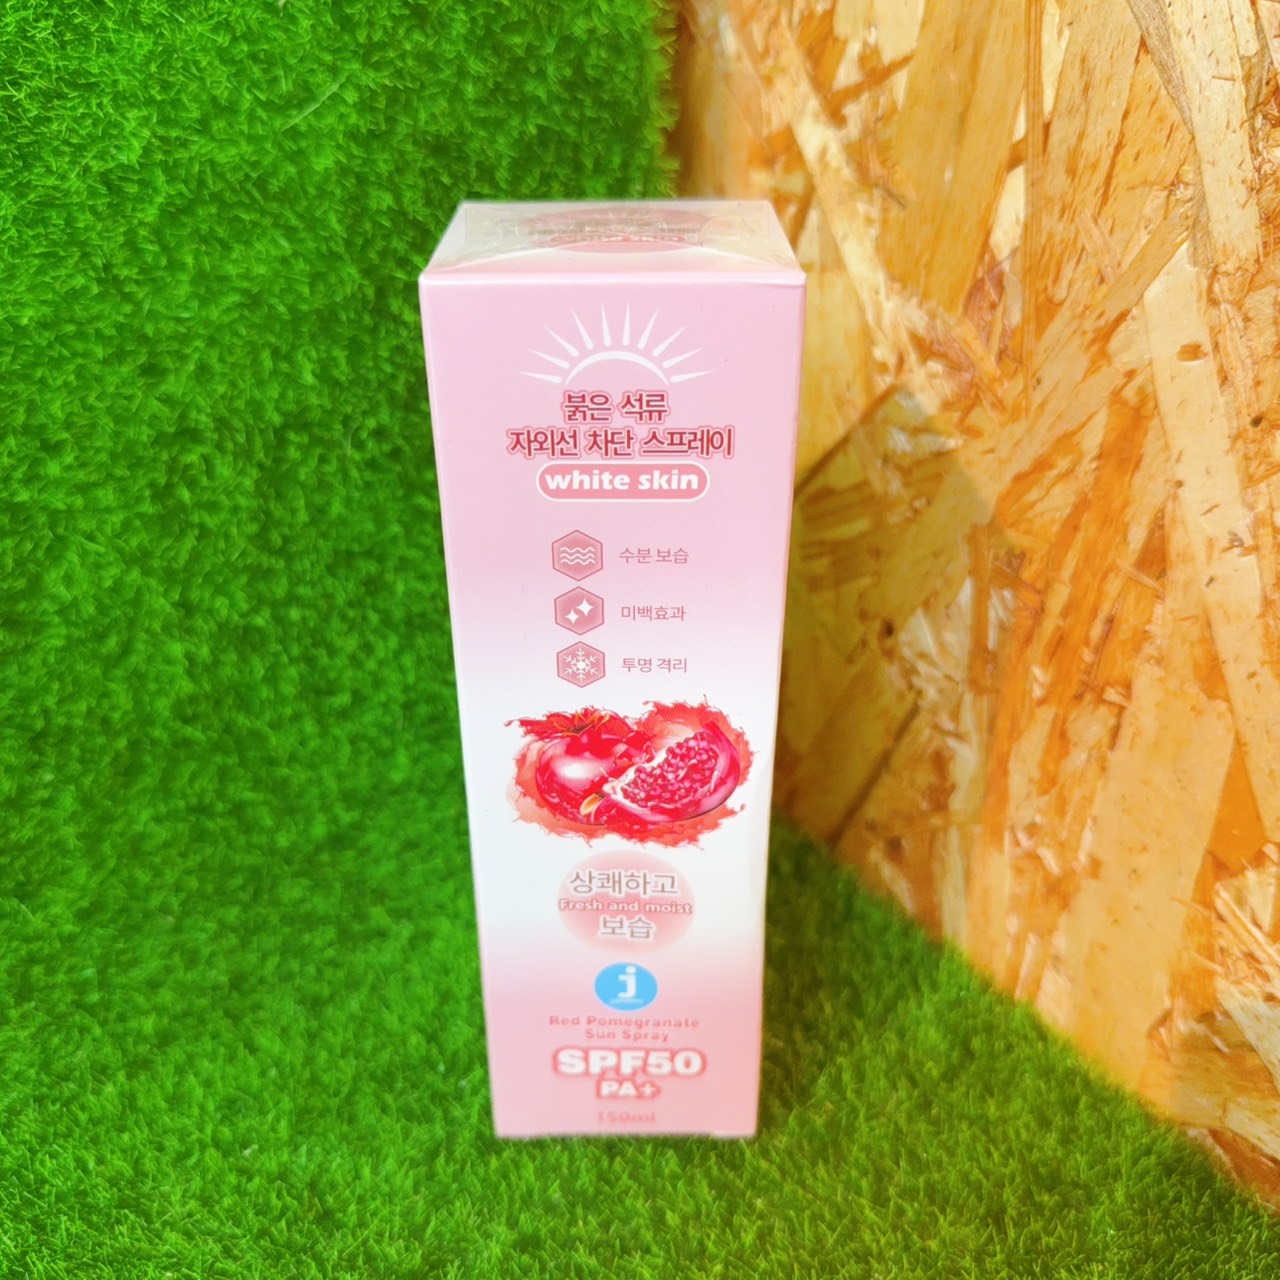 붉은 석류
자외선 차단 스프레이
white skin
수분 보습
미백효과
투명 격리
상쾌하고
Fresh and moist
보습
j
Red Pomegranate
Sun Spray
SPF50
PA+
150ml